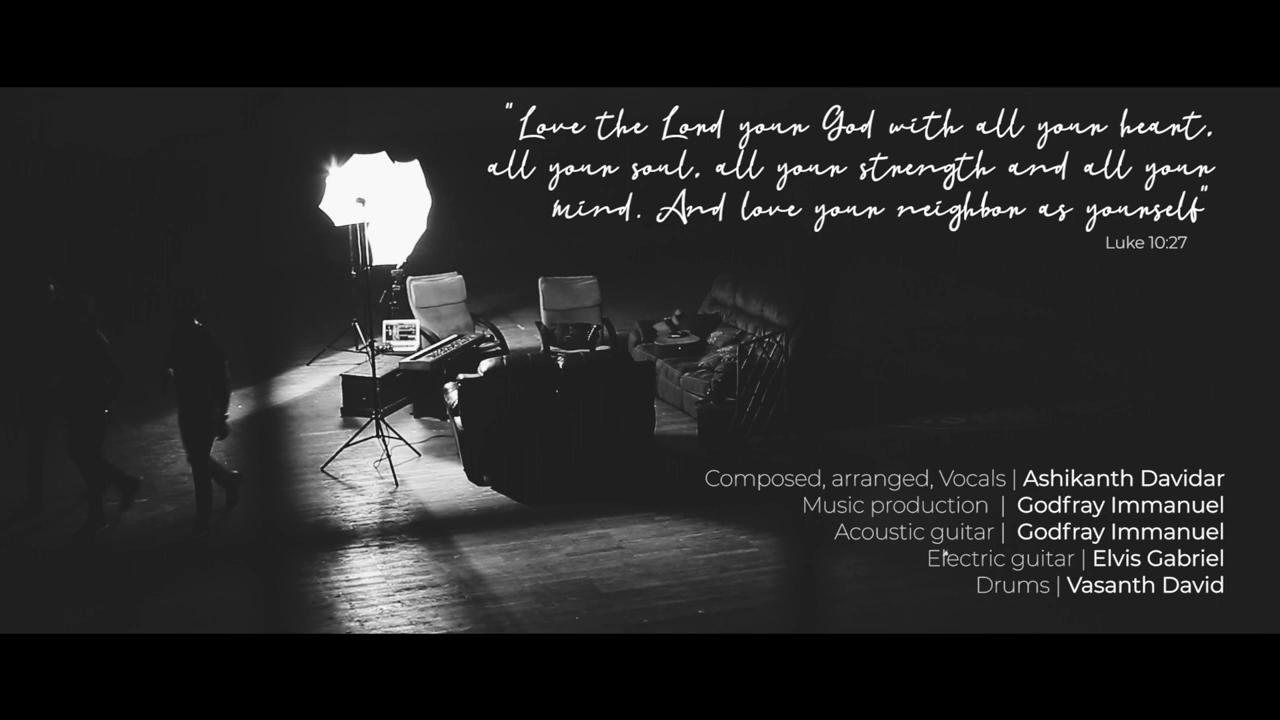 "Love the Lord your God with all your heart,
all your soul, all your strength and all your
mind. And love your neighbor as yourself"
Luke 10:27
Composed, arranged, Vocals | Ashikanth Davidar
Music production | Godfray Immanuel
Acoustic guitar | Godfray Immanuel
Electric guitar | Elvis Gabriel
Drums | Vasanth David